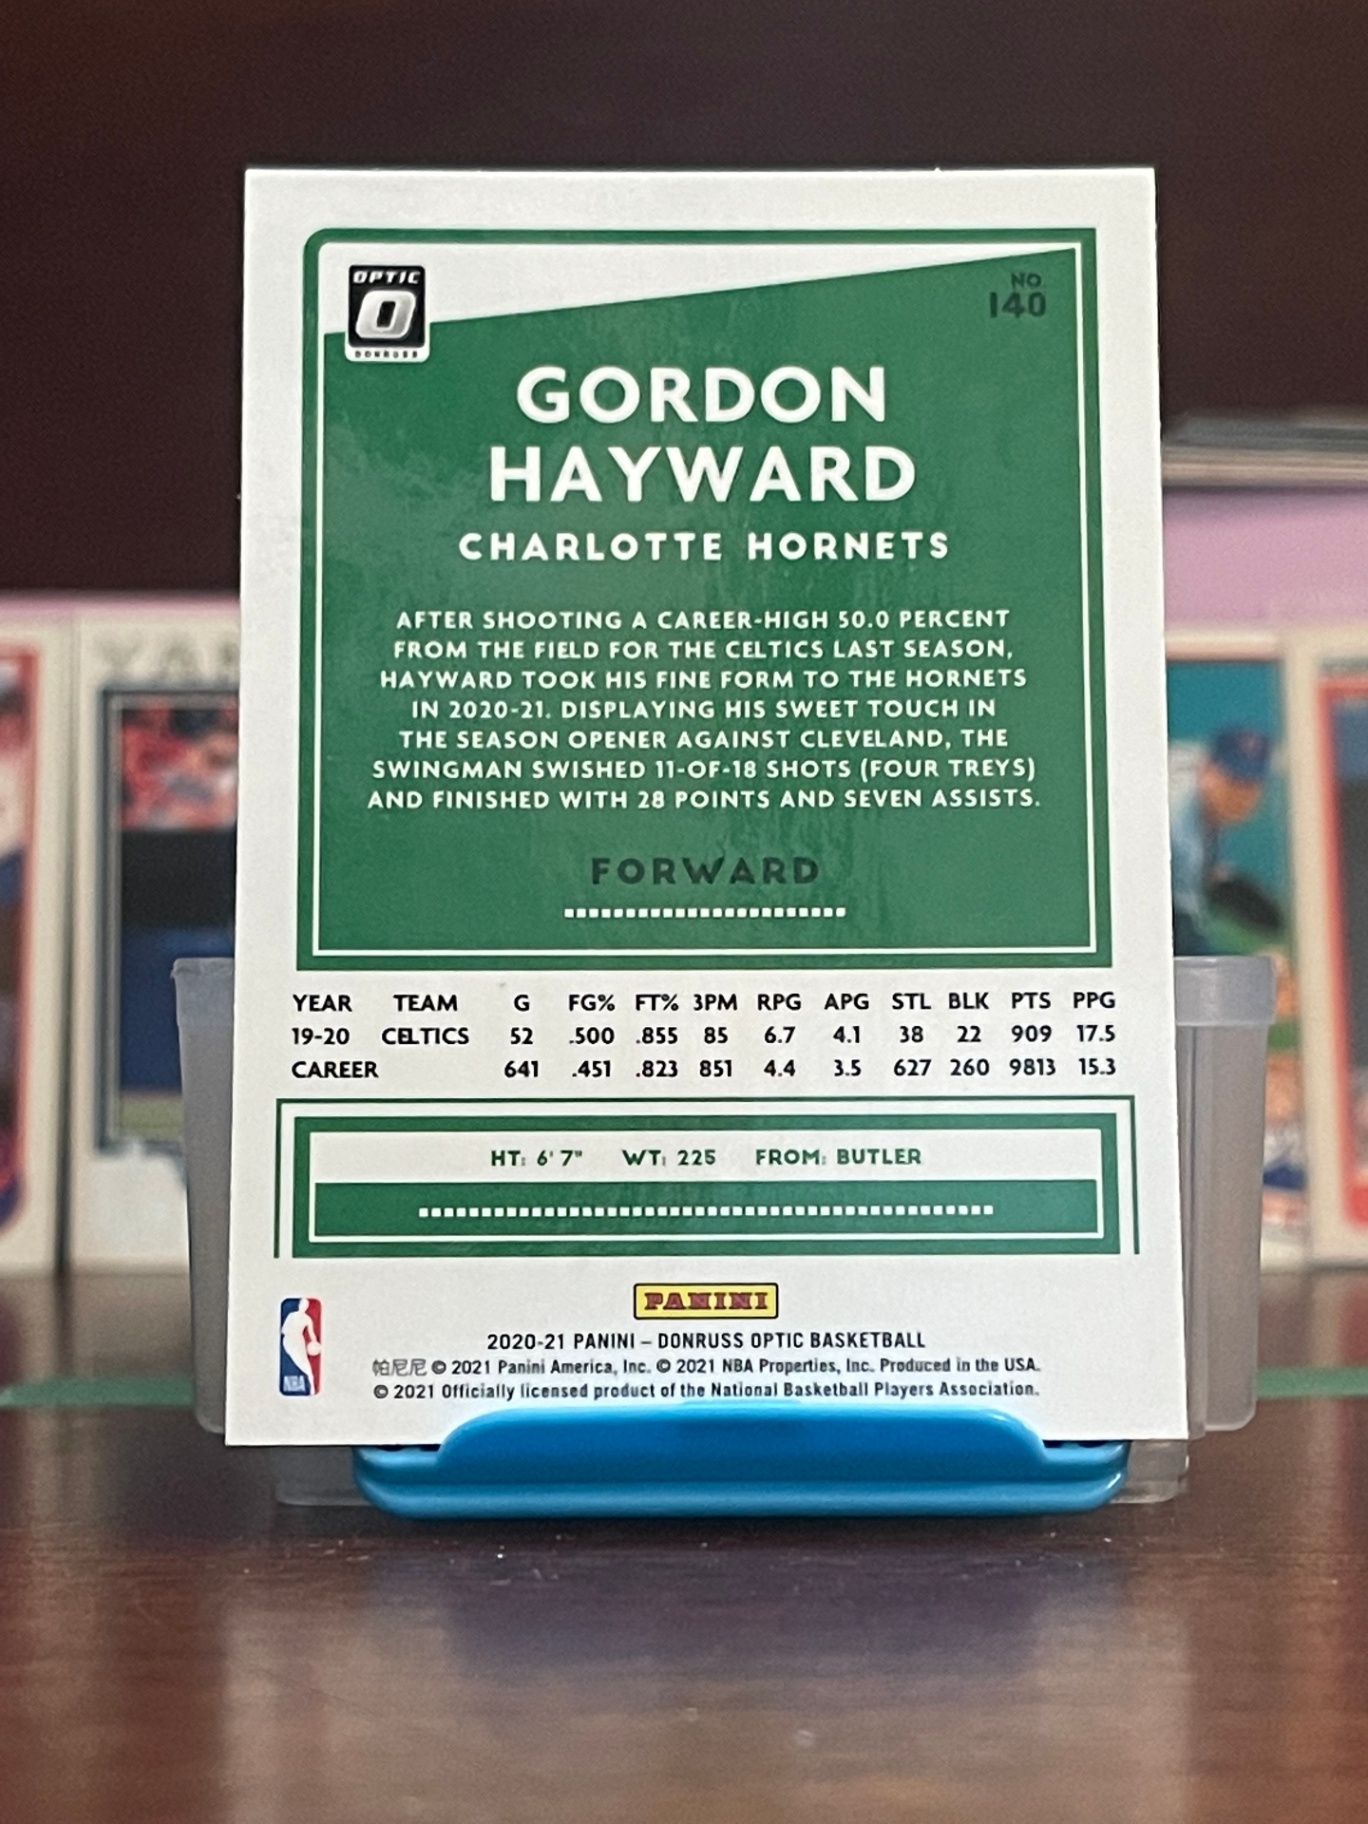 OPTIC
O
DONRUSS
NO.
140
GORDON
HAYWARD
CHARLOTTE HORNETS
AFTER SHOOTING A CAREER-HIGH 50.0 PERCENT
FROM THE FIELD FOR THE CELTICS LAST SEASON,
HAYWARD TOOK HIS FINE FORM TO THE HORNETS
IN 2020-21. DISPLAYING HIS SWEET TOUCH IN
THE SEASON OPENER AGAINST CLEVELAND, THE
SWINGMAN SWISHED 11-OF-18 SHOTS (FOUR TREYS)
AND FINISHED WITH 28 POINTS AND SEVEN ASSISTS.
FORWARD
YEAR TEAM G FG% FT% 3PM RPG APG STL BLK PTS PPG
19-20 CELTICS 52 .500 .855 85 6.7 4.1 38 22 909 17.5
CAREER 641 .451 .823 851 4.4 3.5 627 260 9813 15.3
HT: 6' 7" WT: 225 FROM: BUTLER
PANINI
NBA
2020-21 PANINI – DONRUSS OPTIC BASKETBALL
帕尼尼 © 2021 Panini America, Inc. © 2021 NBA Properties, Inc. Produced in the USA.
© 2021 Officially licensed product of the National Basketball Players Association.